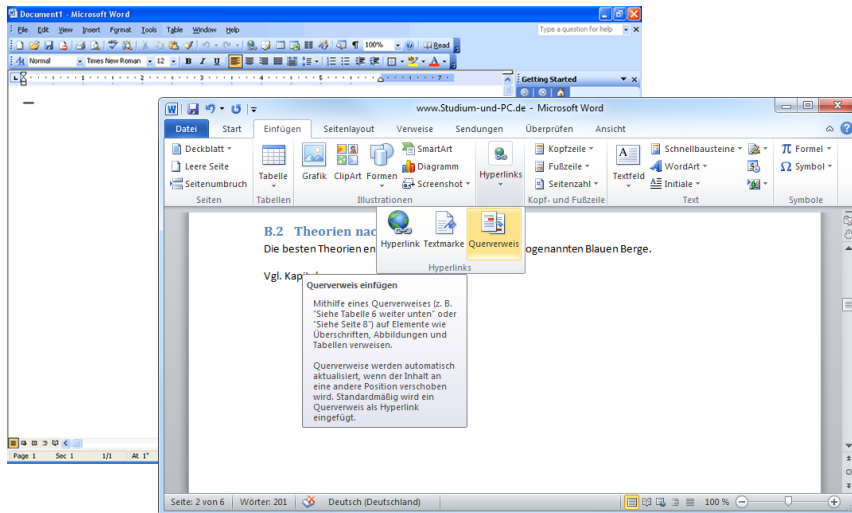 Document1 - Microsoft Word
File Edit View Insert Format Tools Table Window Help
Type a question for help
100%
Read
Normal Times New Roman 12 B I U
1 2 3 4 5 7
Getting Started
Page 1 Sec 1 1/1 At 1"
www.Studium-und-PC.de - Microsoft Word
Datei Start Einfügen Seitenlayout Verweise Sendungen Überprüfen Ansicht
Deckblatt
Leere Seite
Seitenumbruch
Seiten
Tabelle
Tabellen
Grafik ClipArt Formen
SmartArt
Diagramm
Screenshot
Illustrationen
Hyperlinks
Kopfzeile
Fußzeile
Seitenzahl
Kopf- und Fußzeile
Textfeld
Schnellbausteine
WordArt
Initiale
Text
π Formel
Ω Symbol
Symbole
Hyperlink Textmarke Querverweis
Hyperlinks
B.2 Theorien nac
Die besten Theorien en ogenannten Blauen Berge.
Vgl.
Querverweis einfügen
Mithilfe eines Querverweises (z. B.
"Siehe Tabelle 6 weiter unten" oder
"Siehe Seite 8") auf Elemente wie
Überschriften, Abbildungen und
Tabellen verweisen.
Querverweise werden automatisch
aktualisiert, wenn der Inhalt an
eine andere Position verschoben
wird. Standardmäßig wird ein
Querverweis als Hyperlink
eingefügt.
Seite: 2 von 6 Wörter: 201 Deutsch (Deutschland) 100 %